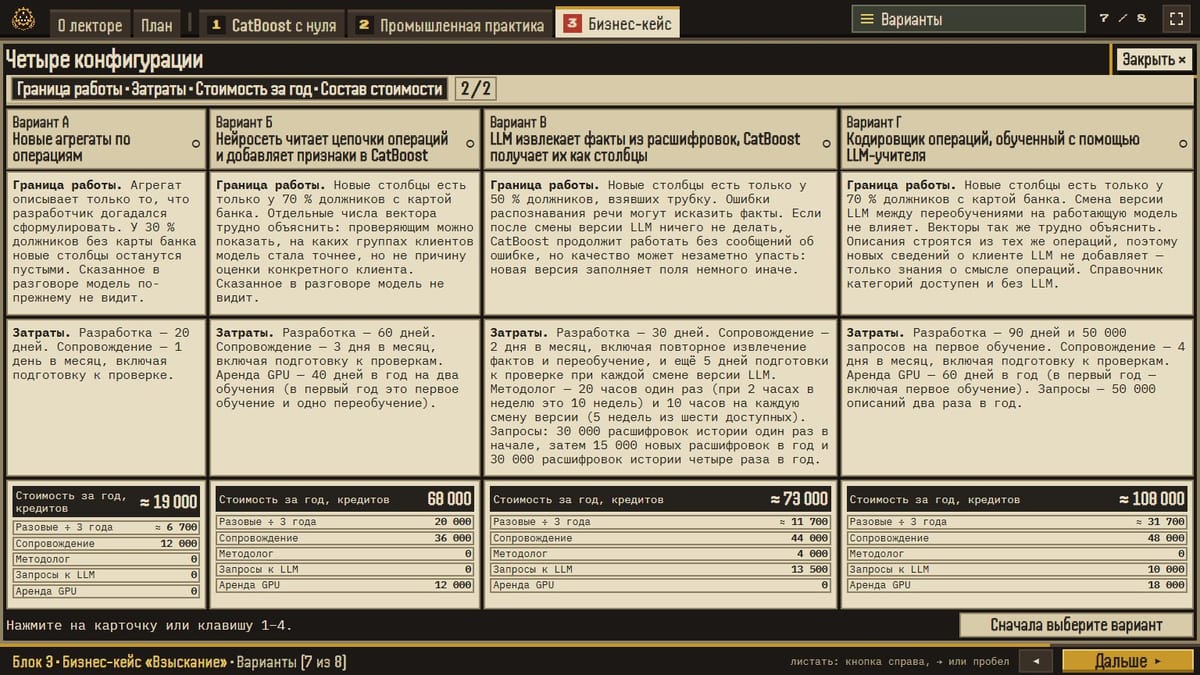 О лекторе
План
1 CatBoost с нуля
2 Промышленная практика
3 Бизнес-кейс
Варианты
7 / 8
Четыре конфигурации
Закрыть ×
Граница работы · Затраты · Стоимость за год · Состав стоимости
2/2
Вариант А
Новые агрегаты по
операциям
Вариант Б
Нейросеть читает цепочки операций
и добавляет признаки в CatBoost
Вариант В
LLM извлекает факты из расшифровок, CatBoost
получает их как столбцы
Вариант Г
Кодировщик операций, обученный с помощью
LLM-учителя
Граница работы. Агрегат
описывает только то, что
разработчик догадался
сформулировать. У 30 %
должников без карты банка
новые столбцы останутся
пустыми. Сказанное в
разговоре модель по-
прежнему не видит.
Граница работы. Новые столбцы есть
только у 70 % должников с картой
банка. Отдельные числа вектора
трудно объяснить: проверяющим можно
показать, на каких группах клиентов
модель стала точнее, но не причину
оценки конкретного клиента.
Сказанное в разговоре модель не
видит.
Граница работы. Новые столбцы есть только у
50 % должников, взявших трубку. Ошибки
распознавания речи могут исказить факты. Если
после смены версии LLM ничего не делать,
CatBoost продолжит работать без сообщений об
ошибке, но качество может незаметно упасть:
новая версия заполняет поля немного иначе.
Граница работы. Новые столбцы есть только у
70 % должников с картой банка. Смена версии
LLM между переобучениями на работающую модель
не влияет. Векторы так же трудно объяснить.
Описания строятся из тех же операций, поэтому
новых сведений о клиенте LLM не добавляет —
только знания о смысле операций. Справочник
категорий доступен и без LLM.
Затраты. Разработка — 20
дней. Сопровождение — 1
день в месяц, включая
подготовку к проверке.
Затраты. Разработка — 60 дней.
Сопровождение — 3 дня в месяц,
включая подготовку к проверкам.
Аренда GPU — 40 дней в год на два
обучения (в первый год это первое
обучение и одно переобучение).
Затраты. Разработка — 30 дней. Сопровождение —
2 дня в месяц, включая повторное извлечение
фактов и переобучение, и ещё 5 дней подготовки
к проверке при каждой смене версии LLM.
Методолог — 20 часов один раз (при 2 часах в
неделю это 10 недель) и 10 часов на каждую
смену версии (5 недель из шести доступных).
Запросы: 30 000 расшифровок истории один раз в
начале, затем 15 000 новых расшифровок в год и
30 000 расшифровок истории четыре раза в год.
Затраты. Разработка — 90 дней и 50 000
запросов на первое обучение. Сопровождение — 4
дня в месяц, включая подготовку к проверкам.
Аренда GPU — 60 дней в год (в первый год —
включая первое обучение). Запросы — 50 000
описаний два раза в год.
Стоимость за год,
кредитов
≈ 19 000
Разовые ÷ 3 года ≈ 6 700
Сопровождение 12 000
Методолог 0
Запросы к LLM 0
Аренда GPU 0
Стоимость за год, кредитов 68 000
Разовые ÷ 3 года 20 000
Сопровождение 36 000
Методолог 0
Запросы к LLM 0
Аренда GPU 12 000
Стоимость за год, кредитов ≈ 73 000
Разовые ÷ 3 года ≈ 11 700
Сопровождение 44 000
Методолог 4 000
Запросы к LLM 13 500
Аренда GPU 0
Стоимость за год, кредитов ≈ 108 000
Разовые ÷ 3 года ≈ 31 700
Сопровождение 48 000
Методолог 0
Запросы к LLM 10 000
Аренда GPU 18 000
Нажмите на карточку или клавишу 1–4.
Сначала выберите вариант
Блок 3 · Бизнес-кейс «Взыскание» · Варианты (7 из 8)
листать: кнопка справа, → или пробел
◂
Дальше ▸